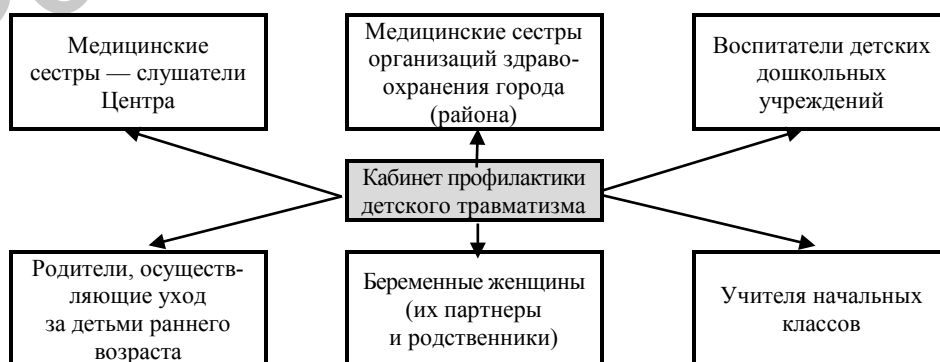 Медицинские
сестры — слушатели
Центра
Медицинские сестры
организаций здраво-
охранения города
(района)
Воспитатели детских
дошкольных
учреждений
Кабинет профилактики
детского травматизма
Родители, осуществ-
ляющие уход
за детьми раннего
возраста
Беременные женщины
(их партнеры
и родственники)
Учителя начальных
классов